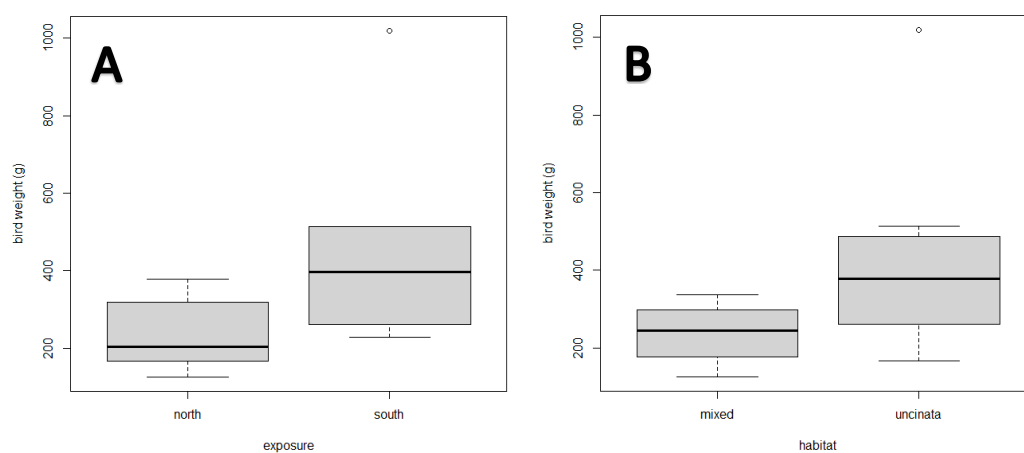 A
bird weight (g)
1000
800
600
400
200
north south
exposure
B
bird weight (g)
1000
800
600
400
200
mixed uncinata
habitat